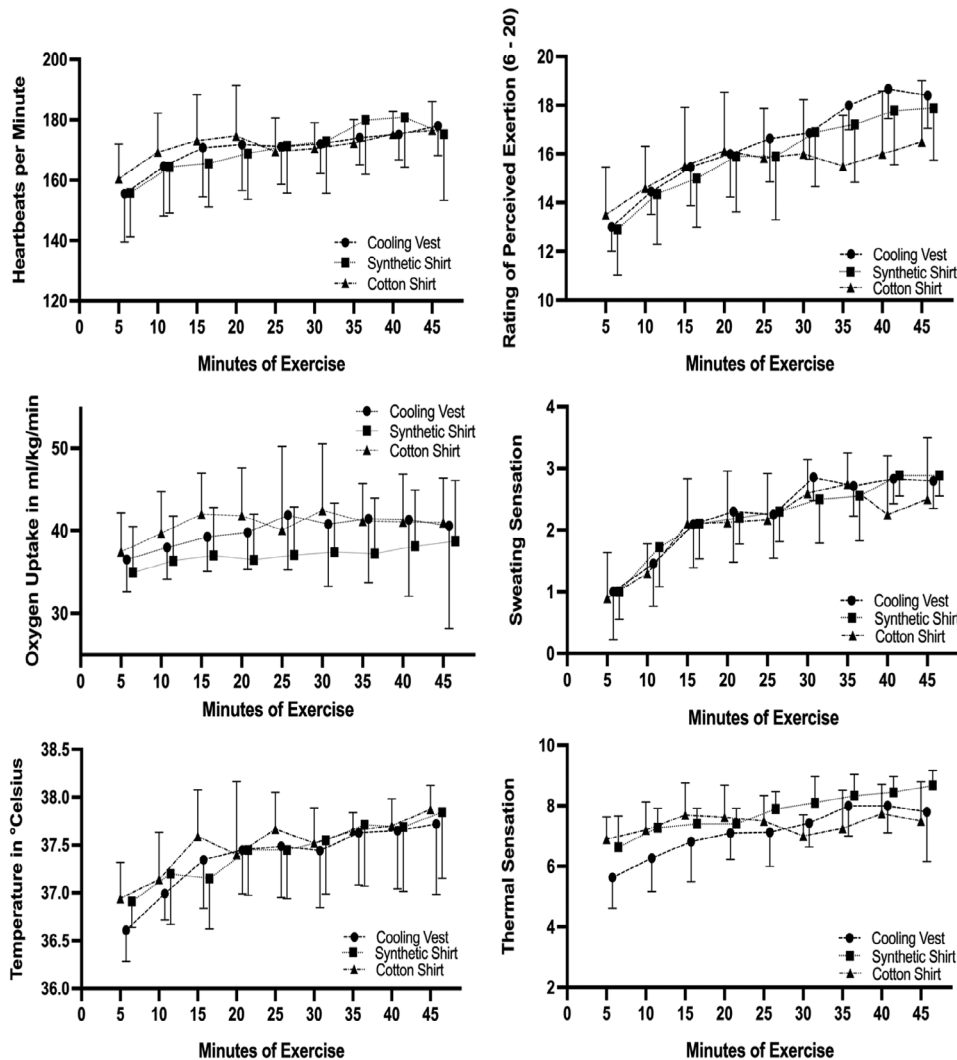 Heartbeats per Minute
200
180
160
140
120
0 5 10 15 20 25 30 35 40 45
Minutes of Exercise
Cooling Vest
Synthetic Shirt
Cotton Shirt
Rating of Perceived Exertion (6 - 20)
20
18
16
14
12
10
0 5 10 15 20 25 30 35 40 45
Minutes of Exercise
Cooling Vest
Synthetic Shirt
Cotton Shirt
Oxygen Uptake in ml/kg/min
50
40
30
0 5 10 15 20 25 30 35 40 45
Minutes of Exercise
Cooling Vest
Synthetic Shirt
Cotton Shirt
Sweating Sensation
4
3
2
1
0
0 5 10 15 20 25 30 35 40 45
Minutes of Exercise
Cooling Vest
Synthetic Shirt
Cotton Shirt
Temperature in °Celsius
38.5
38.0
37.5
37.0
36.5
36.0
0 5 10 15 20 25 30 35 40 45
Minutes of Exercise
Cooling Vest
Synthetic Shirt
Cotton Shirt
Thermal Sensation
10
8
6
4
2
0 5 10 15 20 25 30 35 40 45
Minutes of Exercise
Cooling Vest
Synthetic Shirt
Cotton Shirt